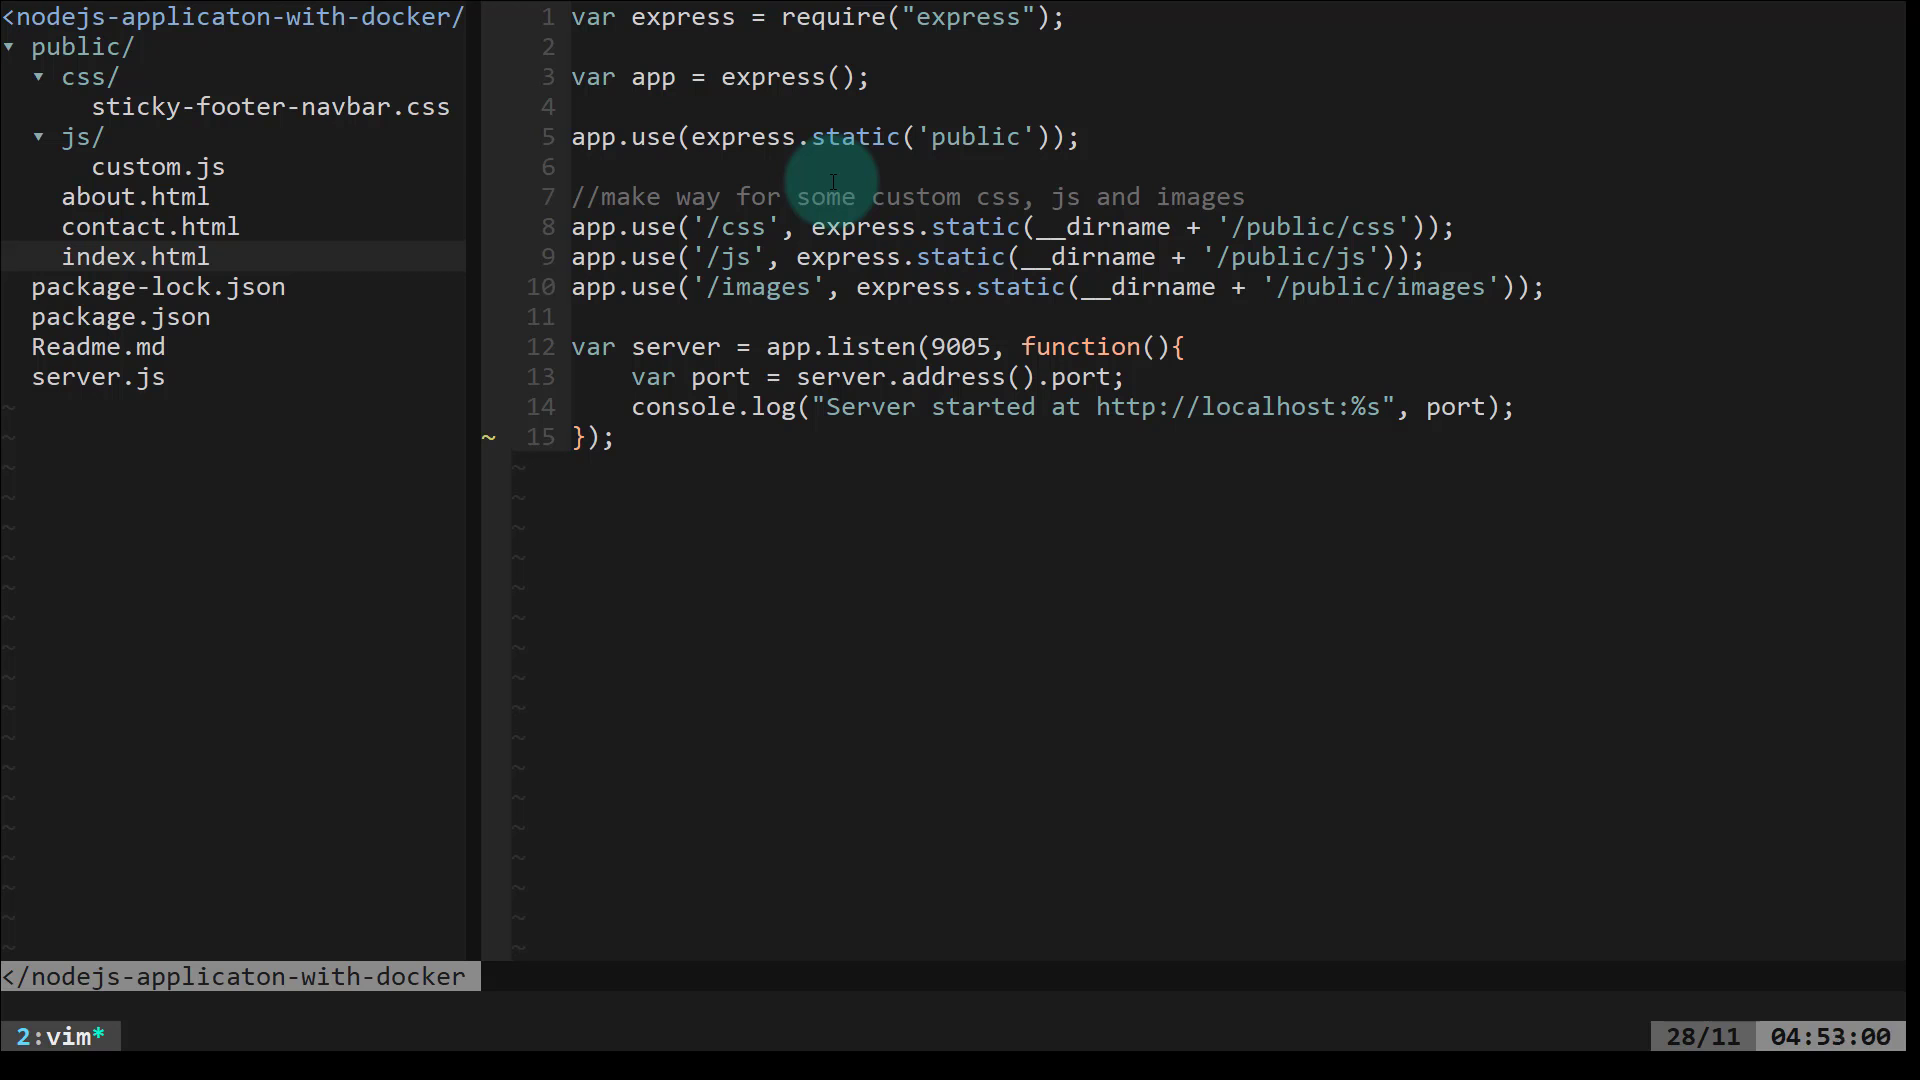 <nodejs-applicaton-with-docker/
▾ public/
▾ css/
sticky-footer-navbar.css
▾ js/
custom.js
about.html
contact.html
index.html
package-lock.json
package.json
Readme.md
server.js
1 var express = require("express");
2
3 var app = express();
4
5 app.use(express.static('public'));
6
7 //make way for some custom css, js and images
8 app.use('/css', express.static(__dirname + '/public/css'));
9 app.use('/js', express.static(__dirname + '/public/js'));
10 app.use('/images', express.static(__dirname + '/public/images'));
11
12 var server = app.listen(9005, function(){
13     var port = server.address().port;
14     console.log("Server started at http://localhost:%s", port);
~ 15 });
</nodejs-applicaton-with-docker
2:vim* 28/11 04:53:00